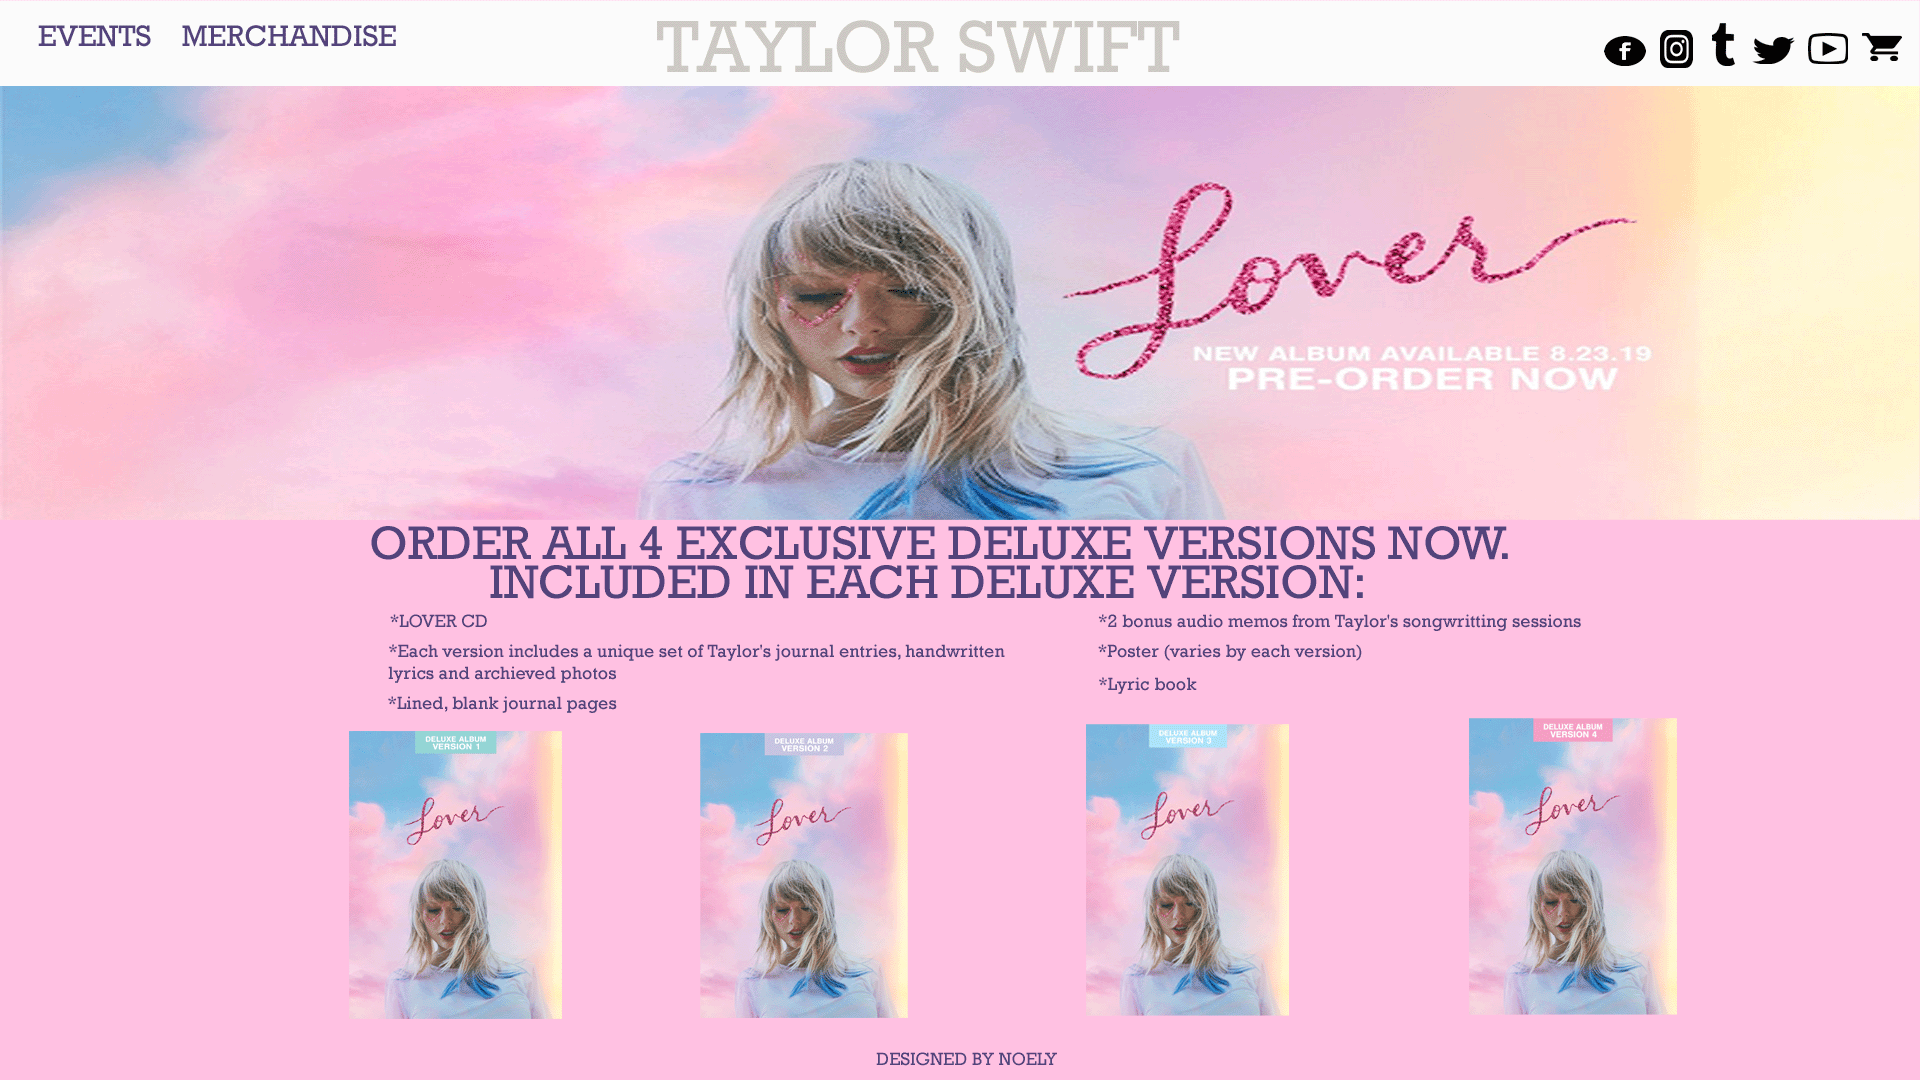 EVENTS MERCHANDISE TAYLOR SWIFT
Lover
NEW ALBUM AVAILABLE 8.23.19
PRE-ORDER NOW
ORDER ALL 4 EXCLUSIVE DELUXE VERSIONS NOW.
INCLUDED IN EACH DELUXE VERSION:
*LOVER CD
*Each version includes a unique set of Taylor's journal entries, handwritten
lyrics and archieved photos
*Lined, blank journal pages
*2 bonus audio memos from Taylor's songwritting sessions
*Poster (varies by each version)
*Lyric book
DELUXE ALBUM
VERSION 1
Lover
DELUXE ALBUM
VERSION 2
Lover
DELUXE ALBUM
VERSION 3
Lover
DELUXE ALBUM
VERSION 4
Lover
DESIGNED BY NOELY